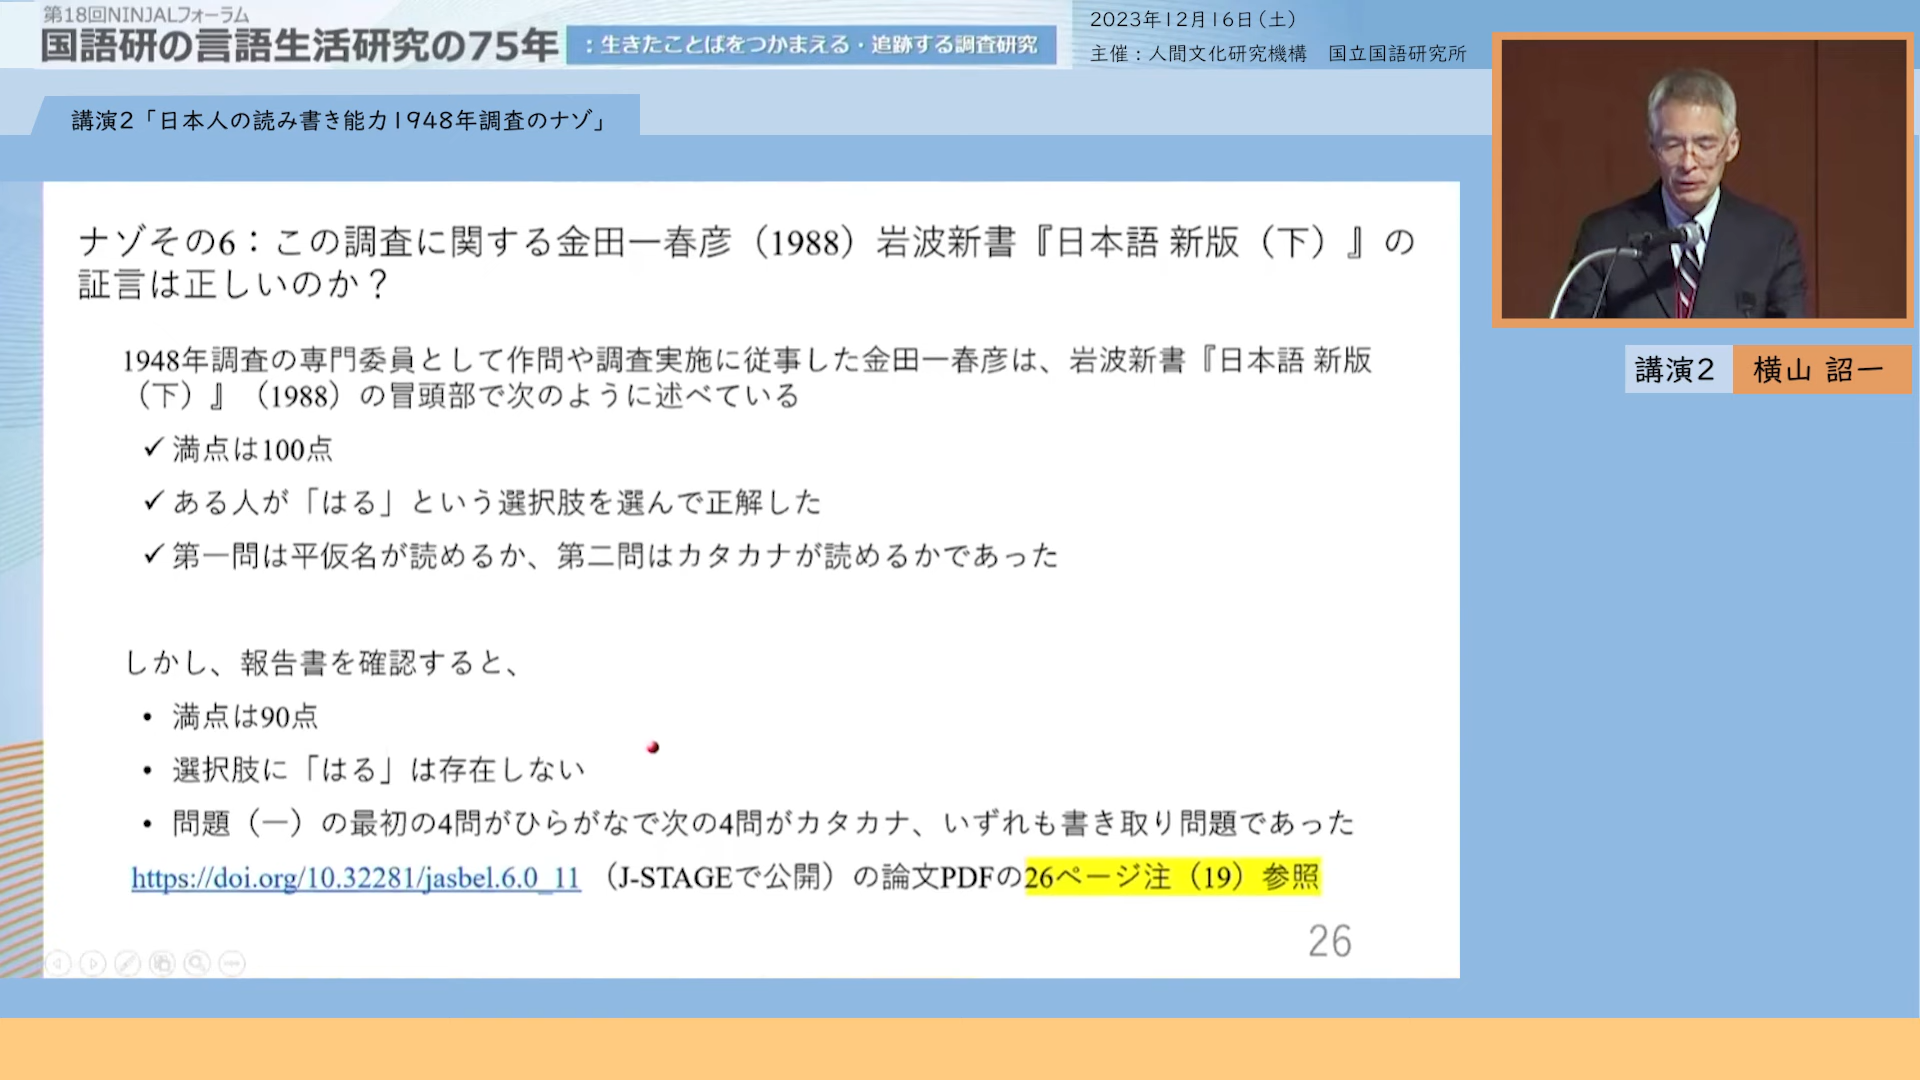 第18回NINJALフォーラム
国語研の言語生活研究の75年
：生きたことばをつかまえる・追跡する調査研究
2023年12月16日（土）
主催：人間文化研究機構　国立国語研究所
講演2「日本人の読み書き能力1948年調査のナゾ」
講演2　横山 詔一
ナゾその6：この調査に関する金田一春彦（1988）岩波新書『日本語 新版（下）』の
証言は正しいのか？
1948年調査の専門委員として作問や調査実施に従事した金田一春彦は、岩波新書『日本語 新版
（下）』（1988）の冒頭部で次のように述べている
✓ 満点は100点
✓ ある人が「はる」という選択肢を選んで正解した
✓ 第一問は平仮名が読めるか、第二問はカタカナが読めるかであった
しかし、報告書を確認すると、
• 満点は90点
• 選択肢に「はる」は存在しない
• 問題（一）の最初の4問がひらがなで次の4問がカタカナ、いずれも書き取り問題であった
https://doi.org/10.32281/jasbel.6.0_11 （J-STAGEで公開）の論文PDFの26ページ注（19）参照
26